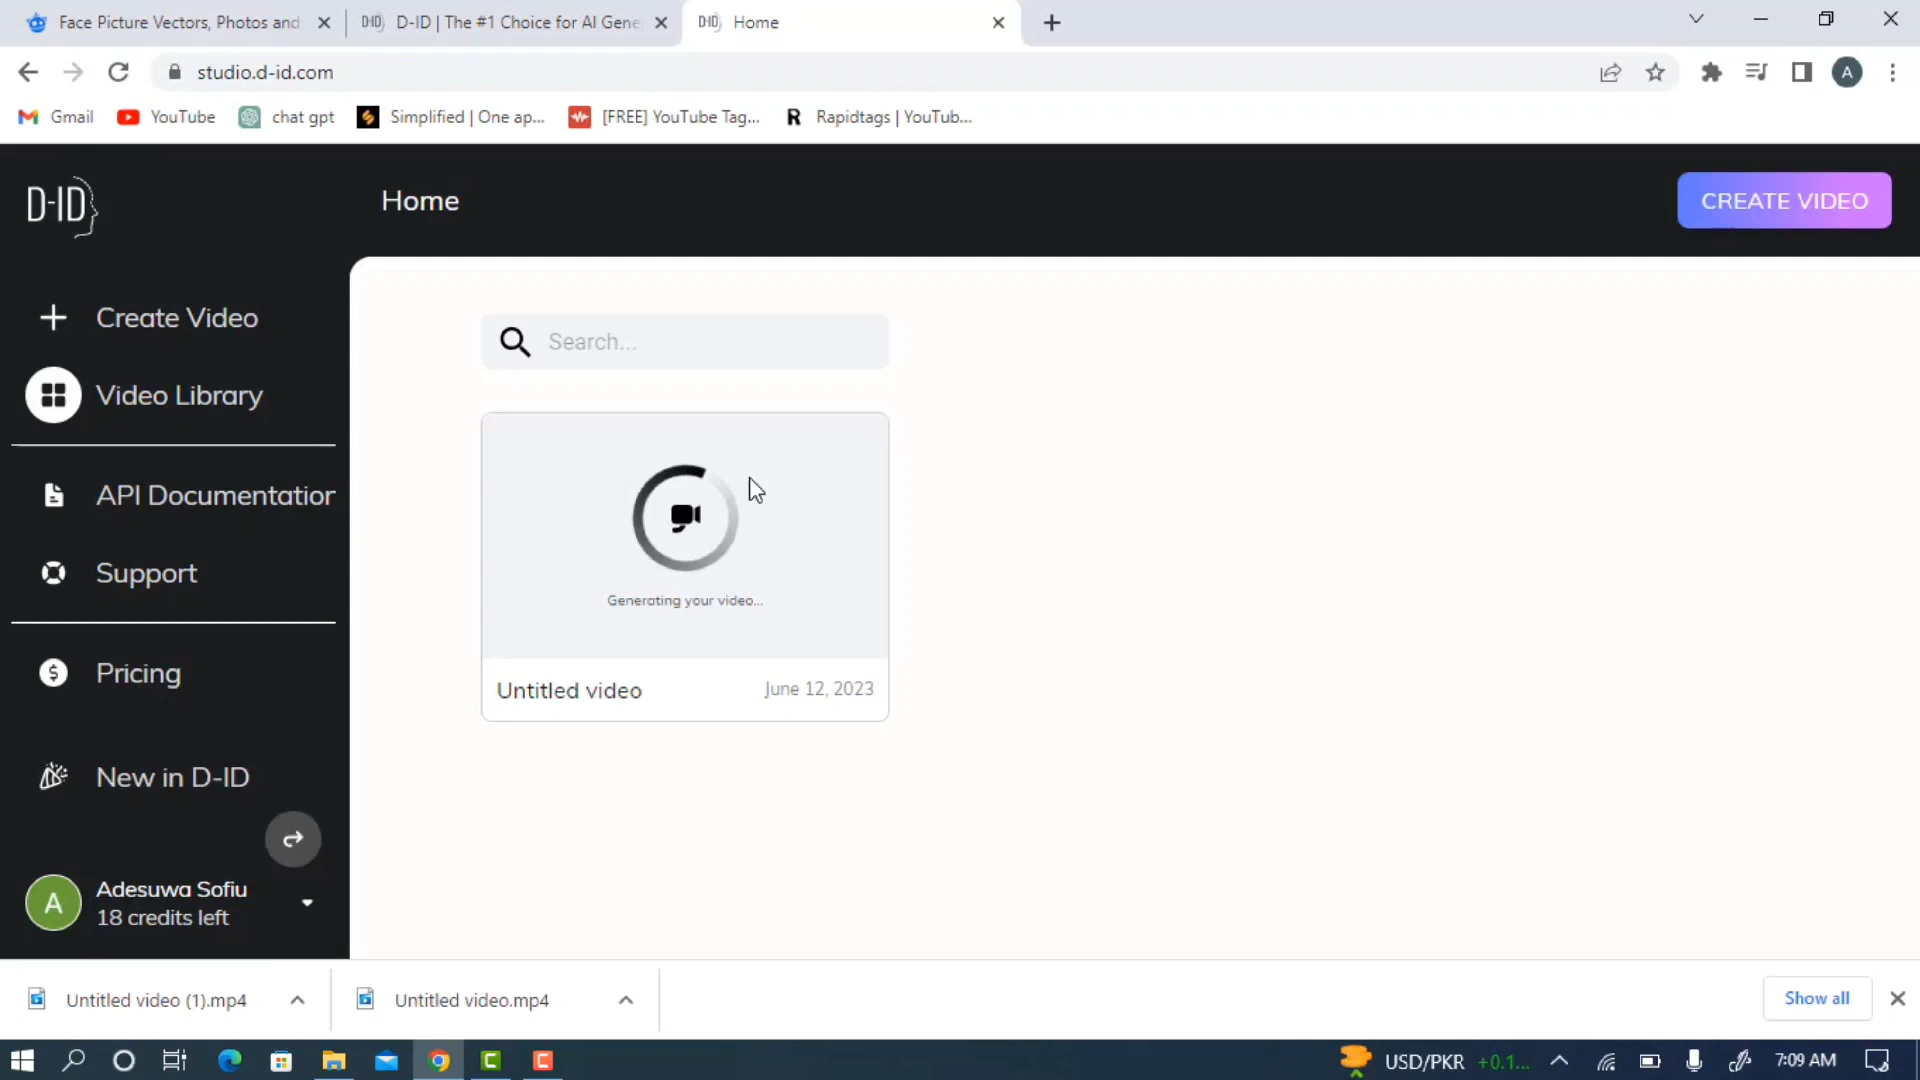 Face Picture Vectors, Photos and
D-ID | The #1 Choice for AI Gene
Home
studio.d-id.com
A
Gmail
YouTube
chat gpt
Simplified | One ap...
[FREE] YouTube Tag...
R Rapidtags | YouTub...
D-ID
Home
CREATE VIDEO
Create Video
Video Library
API Documentation
Support
Pricing
New in D-ID
A
Adesuwa Sofiu
18 credits left
Search...
Generating your video...
Untitled video
June 12, 2023
Untitled video (1).mp4
Untitled video.mp4
Show all
USD/PKR +0.1...
7:09 AM